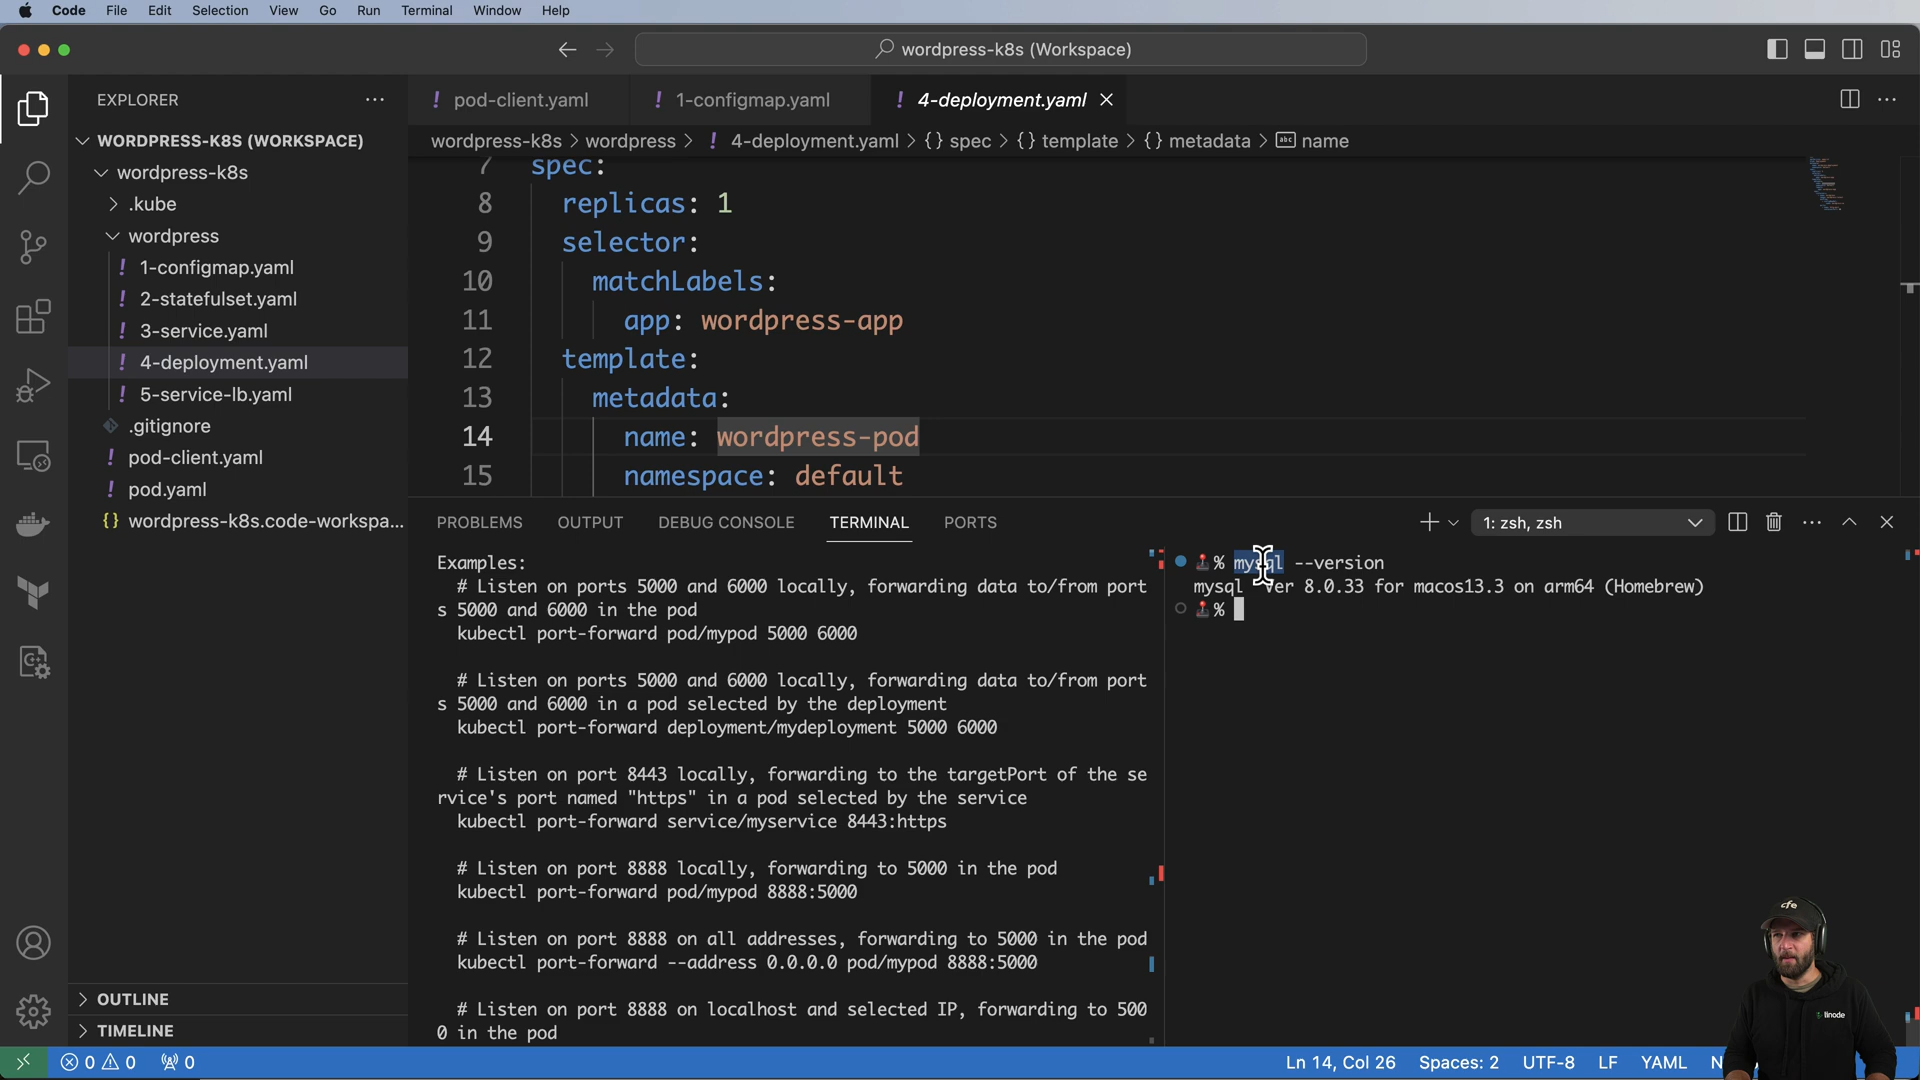 Code File Edit Selection View Go Run Terminal Window Help
wordpress-k8s (Workspace)
EXPLORER
WORDPRESS-K8S (WORKSPACE)
wordpress-k8s
.kube
wordpress
! 1-configmap.yaml
! 2-statefulset.yaml
! 3-service.yaml
! 4-deployment.yaml
! 5-service-lb.yaml
.gitignore
! pod-client.yaml
! pod.yaml
{} wordpress-k8s.code-workspa...
OUTLINE
TIMELINE
! pod-client.yaml ! 1-configmap.yaml ! 4-deployment.yaml
wordpress-k8s > wordpress > ! 4-deployment.yaml > {} spec > {} template > {} metadata > abc name
7 spec:
8 replicas: 1
9 selector:
10 matchLabels:
11 app: wordpress-app
12 template:
13 metadata:
14 name: wordpress-pod
15 namespace: default
PROBLEMS OUTPUT DEBUG CONSOLE TERMINAL PORTS
1: zsh, zsh
Examples:
# Listen on ports 5000 and 6000 locally, forwarding data to/from port
s 5000 and 6000 in the pod
kubectl port-forward pod/mypod 5000 6000
# Listen on ports 5000 and 6000 locally, forwarding data to/from port
s 5000 and 6000 in a pod selected by the deployment
kubectl port-forward deployment/mydeployment 5000 6000
# Listen on port 8443 locally, forwarding to the targetPort of the se
rvice's port named "https" in a pod selected by the service
kubectl port-forward service/myservice 8443:https
# Listen on port 8888 locally, forwarding to 5000 in the pod
kubectl port-forward pod/mypod 8888:5000
# Listen on port 8888 on all addresses, forwarding to 5000 in the pod
kubectl port-forward --address 0.0.0.0 pod/mypod 8888:5000
# Listen on port 8888 on localhost and selected IP, forwarding to 500
0 in the pod
% mysql --version
mysql Ver 8.0.33 for macos13.3 on arm64 (Homebrew)
%
cfe
linode
0 0 0
Ln 14, Col 26 Spaces: 2 UTF-8 LF YAML